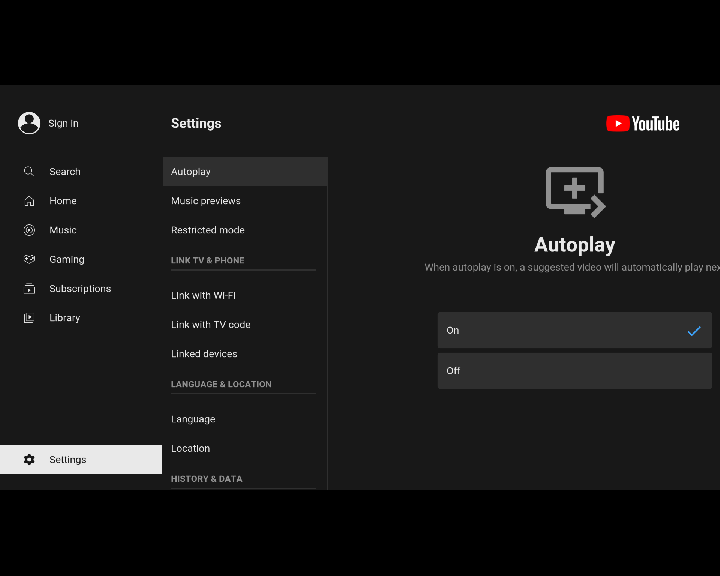 Sign In
Search
Home
Music
Gaming
Subscriptions
Library
Settings
Settings
Autoplay
Music previews
Restricted mode
LINK TV & PHONE
Link with Wi-Fi
Link with TV code
Linked devices
LANGUAGE & LOCATION
Language
Location
HISTORY & DATA
YouTube
Autoplay
When autoplay is on, a suggested video will automatically play
On
Off